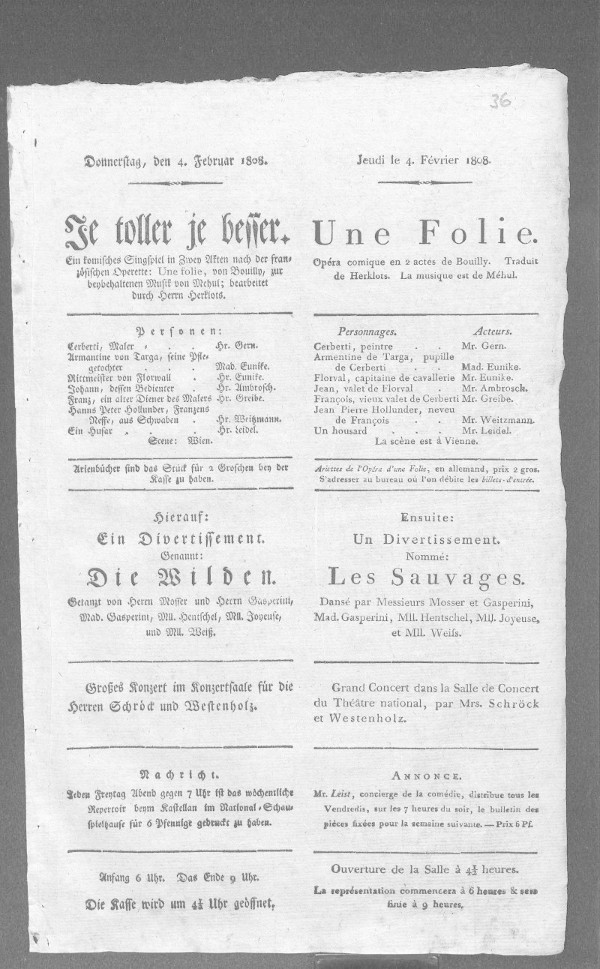 36
Donnerstag, den 4. Februar 1808.
Je toller je besser.
Ein komisches Singspiel in Zwey Akten nach der fran-
zösischen Operette: Une folie, von Bouilly, zur
beybehaltenen Musik von Mehul; bearbeitet
durch Herrn Herklots.
Personen:
Cerberti, Maler . . . Hr. Gern.
Armantine von Targa, seine Pfle-
getochter . . . Mad. Eunike.
Rittmeister von Florwall . Hr. Eunike.
Johann, dessen Bedienter . Hr. Ambrosch.
Franz, ein alter Diener des Malers Hr. Greibe.
Hanns Peter Hollunder, Franzens
Neffe, aus Schwaben . Hr. Weitzmann.
Ein Husar . . . Hr. Leidel.
Scene: Wien.
Arienbücher sind das Stück für 2 Groschen bey der
Kasse zu haben.
Hierauf:
Ein Divertissement.
Genannt:
Die Wilden.
Getanzt von Herrn Mosser und Herrn Gasperini,
Mad. Gasperini, Mll. Hentschel, Mll. Joyeuse,
und Mll. Weiß.
Großes Konzert im Konzertsaale für die
Herren Schröck und Westenholz.
Nachricht.
Jeden Freytag Abend gegen 7 Uhr ist das wöchentliche
Repertoir beym Kastellan im National-Schau-
spielhause für 6 Pfennige gedruckt zu haben.
Anfang 6 Uhr. Das Ende 9 Uhr.
Die Kasse wird um 4½ Uhr geöffnet.
Jeudi le 4. Février 1808.
Une Folie.
Opéra comique en 2 actes de Bouilly. Traduit
de Herklots. La musique est de Méhul.
Personnages. Acteurs.
Cerberti, peintre . . Mr. Gern.
Armentine de Targa, pupille
de Cerberti . . Mad. Eunike.
Florval, capitaine de cavallerie Mr. Eunike.
Jean, valet de Florval . Mr. Ambrosch.
François, vieux valet de Cerberti Mr. Greibe.
Jean Pierre Hollunder, neveu
de François . . Mr. Weitzmann.
Un housard . . Mr. Leidel.
La scène est à Vienne.
Ariettes de l'Opéra d'une Folie, en allemand, prix 2 gros.
S'adresser au bureau où l'on débite les billets-d'entrée.
Ensuite:
Un Divertissement.
Nommé:
Les Sauvages.
Dansé par Messieurs Mosser et Gasperini,
Mad. Gasperini, Mll. Hentschel, Mll. Joyeuse,
et Mll. Weifs.
Grand Concert dans la Salle de Concert
du Théâtre national, par Mrs. Schröck
et Westenholz.
Annonce.
Mr. Leist, concierge de la comédie, distribue tous les
Vendredis, sur les 7 heures du soir, le bulletin des
piéces fixées pour la semaine suivante. — Prix 6 Pf.
Ouverture de la Salle à 4½ heures.
La représentation commencera à 6 heures & sera
finie à 9 heures.